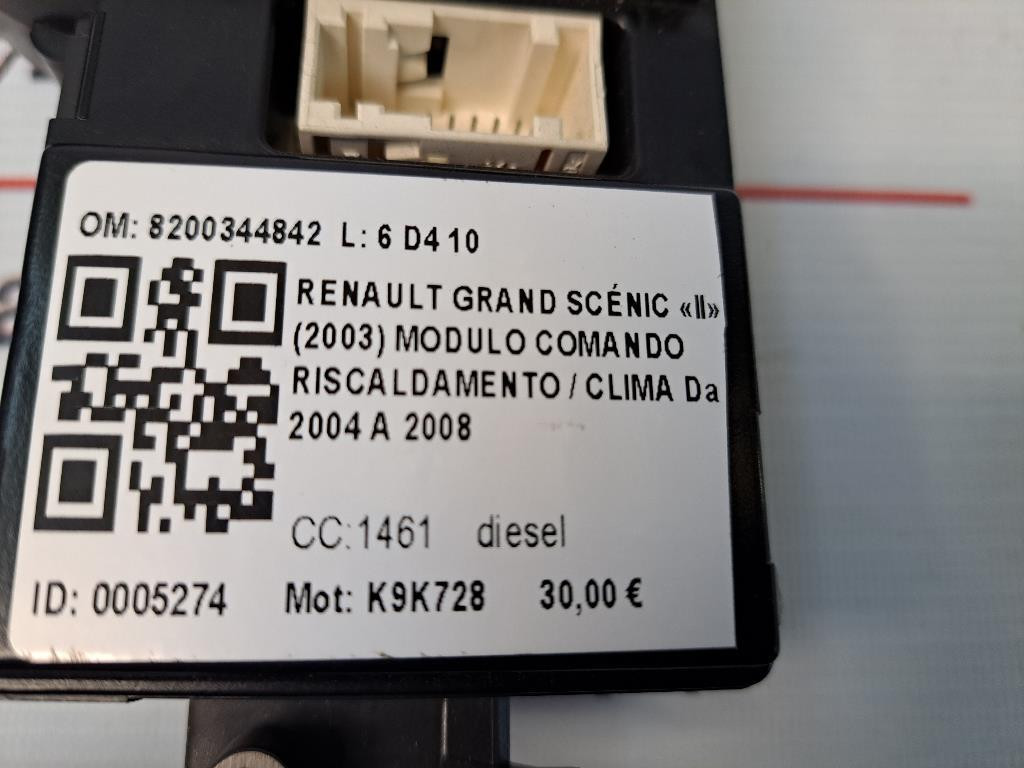 OM: 8200344842 L: 6 D4 10
RENAULT GRAND SCÉNIC «II»
(2003) MODULO COMANDO
RISCALDAMENTO / CLIMA Da
2004 A 2008
CC:1461 diesel
ID: 0005274 Mot: K9K728 30,00 €